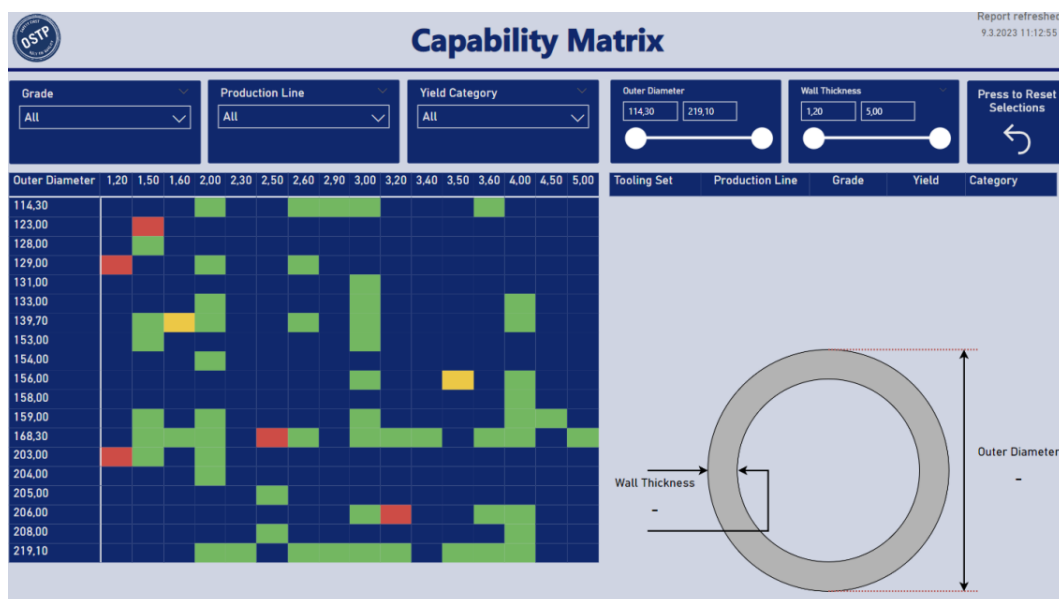 OSTP
Capability Matrix
Report refreshed
9.3.2023 11:12:55
Grade
All
Production Line
All
Yield Category
All
Outer Diameter
114,30 219,10
Wall Thickness
1,20 5,00
Press to Reset
Selections
Outer Diameter 1,20 1,50 1,60 2,00 2,30 2,50 2,60 2,90 3,00 3,20 3,40 3,50 3,60 4,00 4,50 5,00
114,30
123,00
128,00
129,00
131,00
133,00
139,70
153,00
154,00
156,00
158,00
159,00
168,30
203,00
204,00
205,00
206,00
208,00
219,10
Tooling Set Production Line Grade Yield Category
Outer Diameter
-
Wall Thickness
-